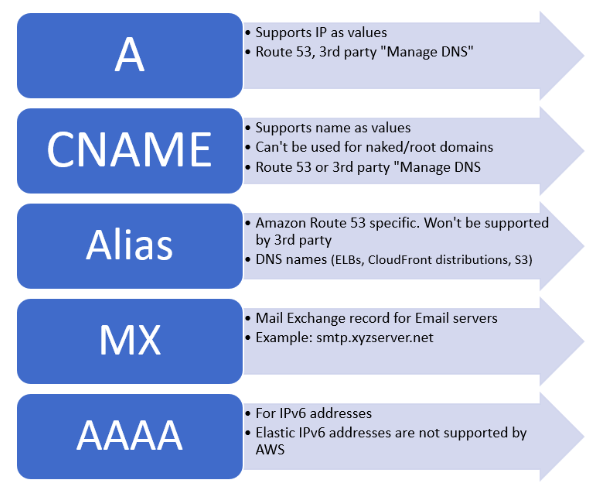 A
• Supports IP as values
• Route 53, 3rd party "Manage DNS"
CNAME
• Supports name as values
• Can't be used for naked/root domains
• Route 53 or 3rd party "Manage DNS
Alias
• Amazon Route 53 specific. Won't be supported
by 3rd party
• DNS names (ELBs, CloudFront distributions, S3)
MX
• Mail Exchange record for Email servers
• Example: smtp.xyzserver.net
AAAA
• For IPv6 addresses
• Elastic IPv6 addresses are not supported by
AWS